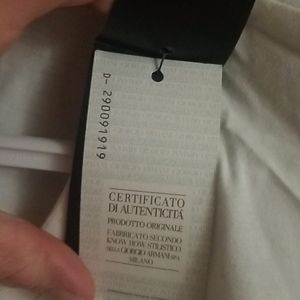 D- 290091919
CERTIFICATO
DI AUTENTICITÀ
PRODOTTO ORIGINALE
FABBRICATO SECONDO
KNOW HOW STILISTICO
DELLA GIORGIO ARMANI SPA
MILANO